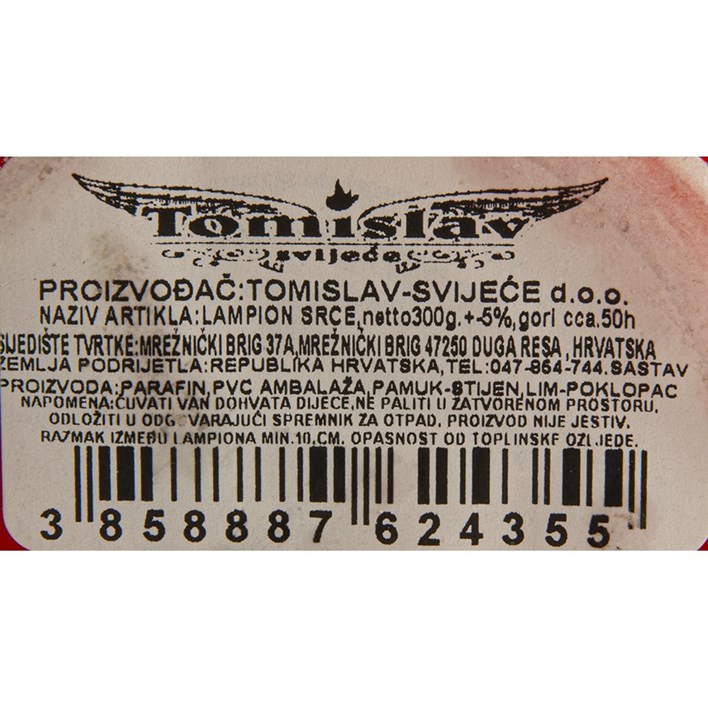 Tomislav
svijeće
PROIZVOĐAČ:TOMISLAV-SVIJEĆE d.o.o.
NAZIV ARTIKLA:LAMPION SRCE,netto300g.+-5%,gori cca.50h
SJEDIŠTE TVRTKE:MREŽNIČKI BRIG 37A,MREŽNIČKI BRIG 47250 DUGA RESA ,HRVATSKA
ZEMLJA PODRIJETLA:REPUBLIKA HRVATSKA,TEL:047-864-744.SASTAV
PROIZVODA:PARAFIN,PVC AMBALAŽA,PAMUK-STIJEN,LIM-POKLOPAC
NAPOMENA:ČUVATI VAN DOHVATA DIJECE,NE PALITI U ZATVORENOM PROSTORU,
ODLOŽITI U ODGOVARAJUĆI SPREMNIK ZA OTPAD. PROIZVOD NIJE JESTIV.
RAZMAK IZMEĐU LAMPIONA MIN.10.CM. OPASNOST OD TOPLINSKE OZLJEDE.
3 858887 624355